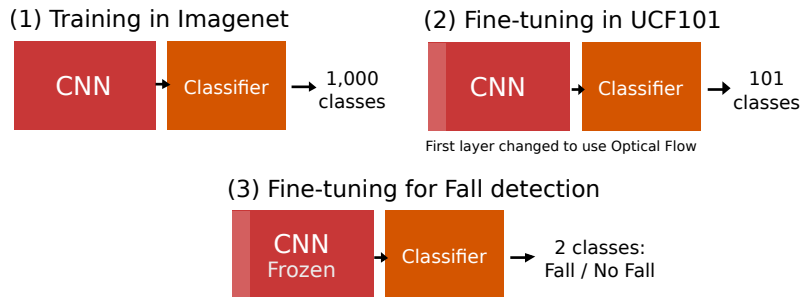 (1) Training in Imagenet
CNN
Classifier
1,000
classes
(2) Fine-tuning in UCF101
CNN
Classifier
101
classes
First layer changed to use Optical Flow
(3) Fine-tuning for Fall detection
CNN
Frozen
Classifier
2 classes:
Fall / No Fall